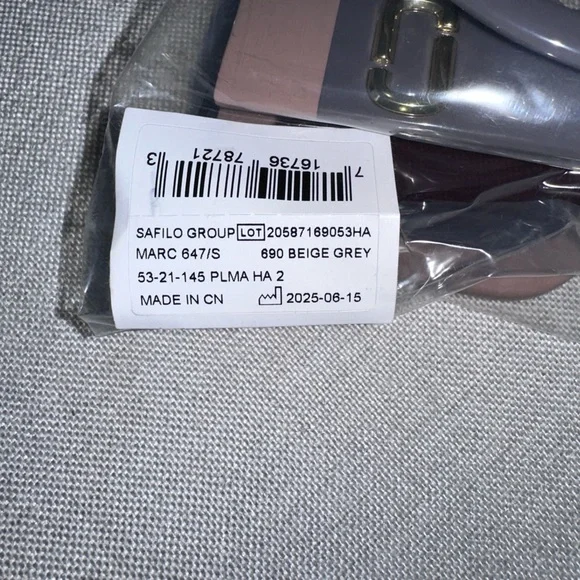 7 16736 78721 3
SAFILO GROUP LOT 20587169053HA
MARC 647/S 690 BEIGE GREY
53-21-145 PLMA HA 2
MADE IN CN 2025-06-15